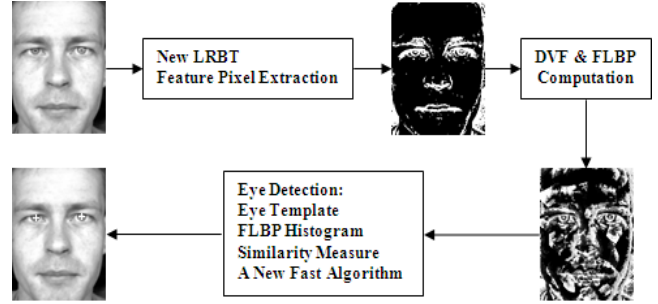 New LRBT
Feature Pixel Extraction
DVF & FLBP
Computation
Eye Detection:
Eye Template
FLBP Histogram
Similarity Measure
A New Fast Algorithm